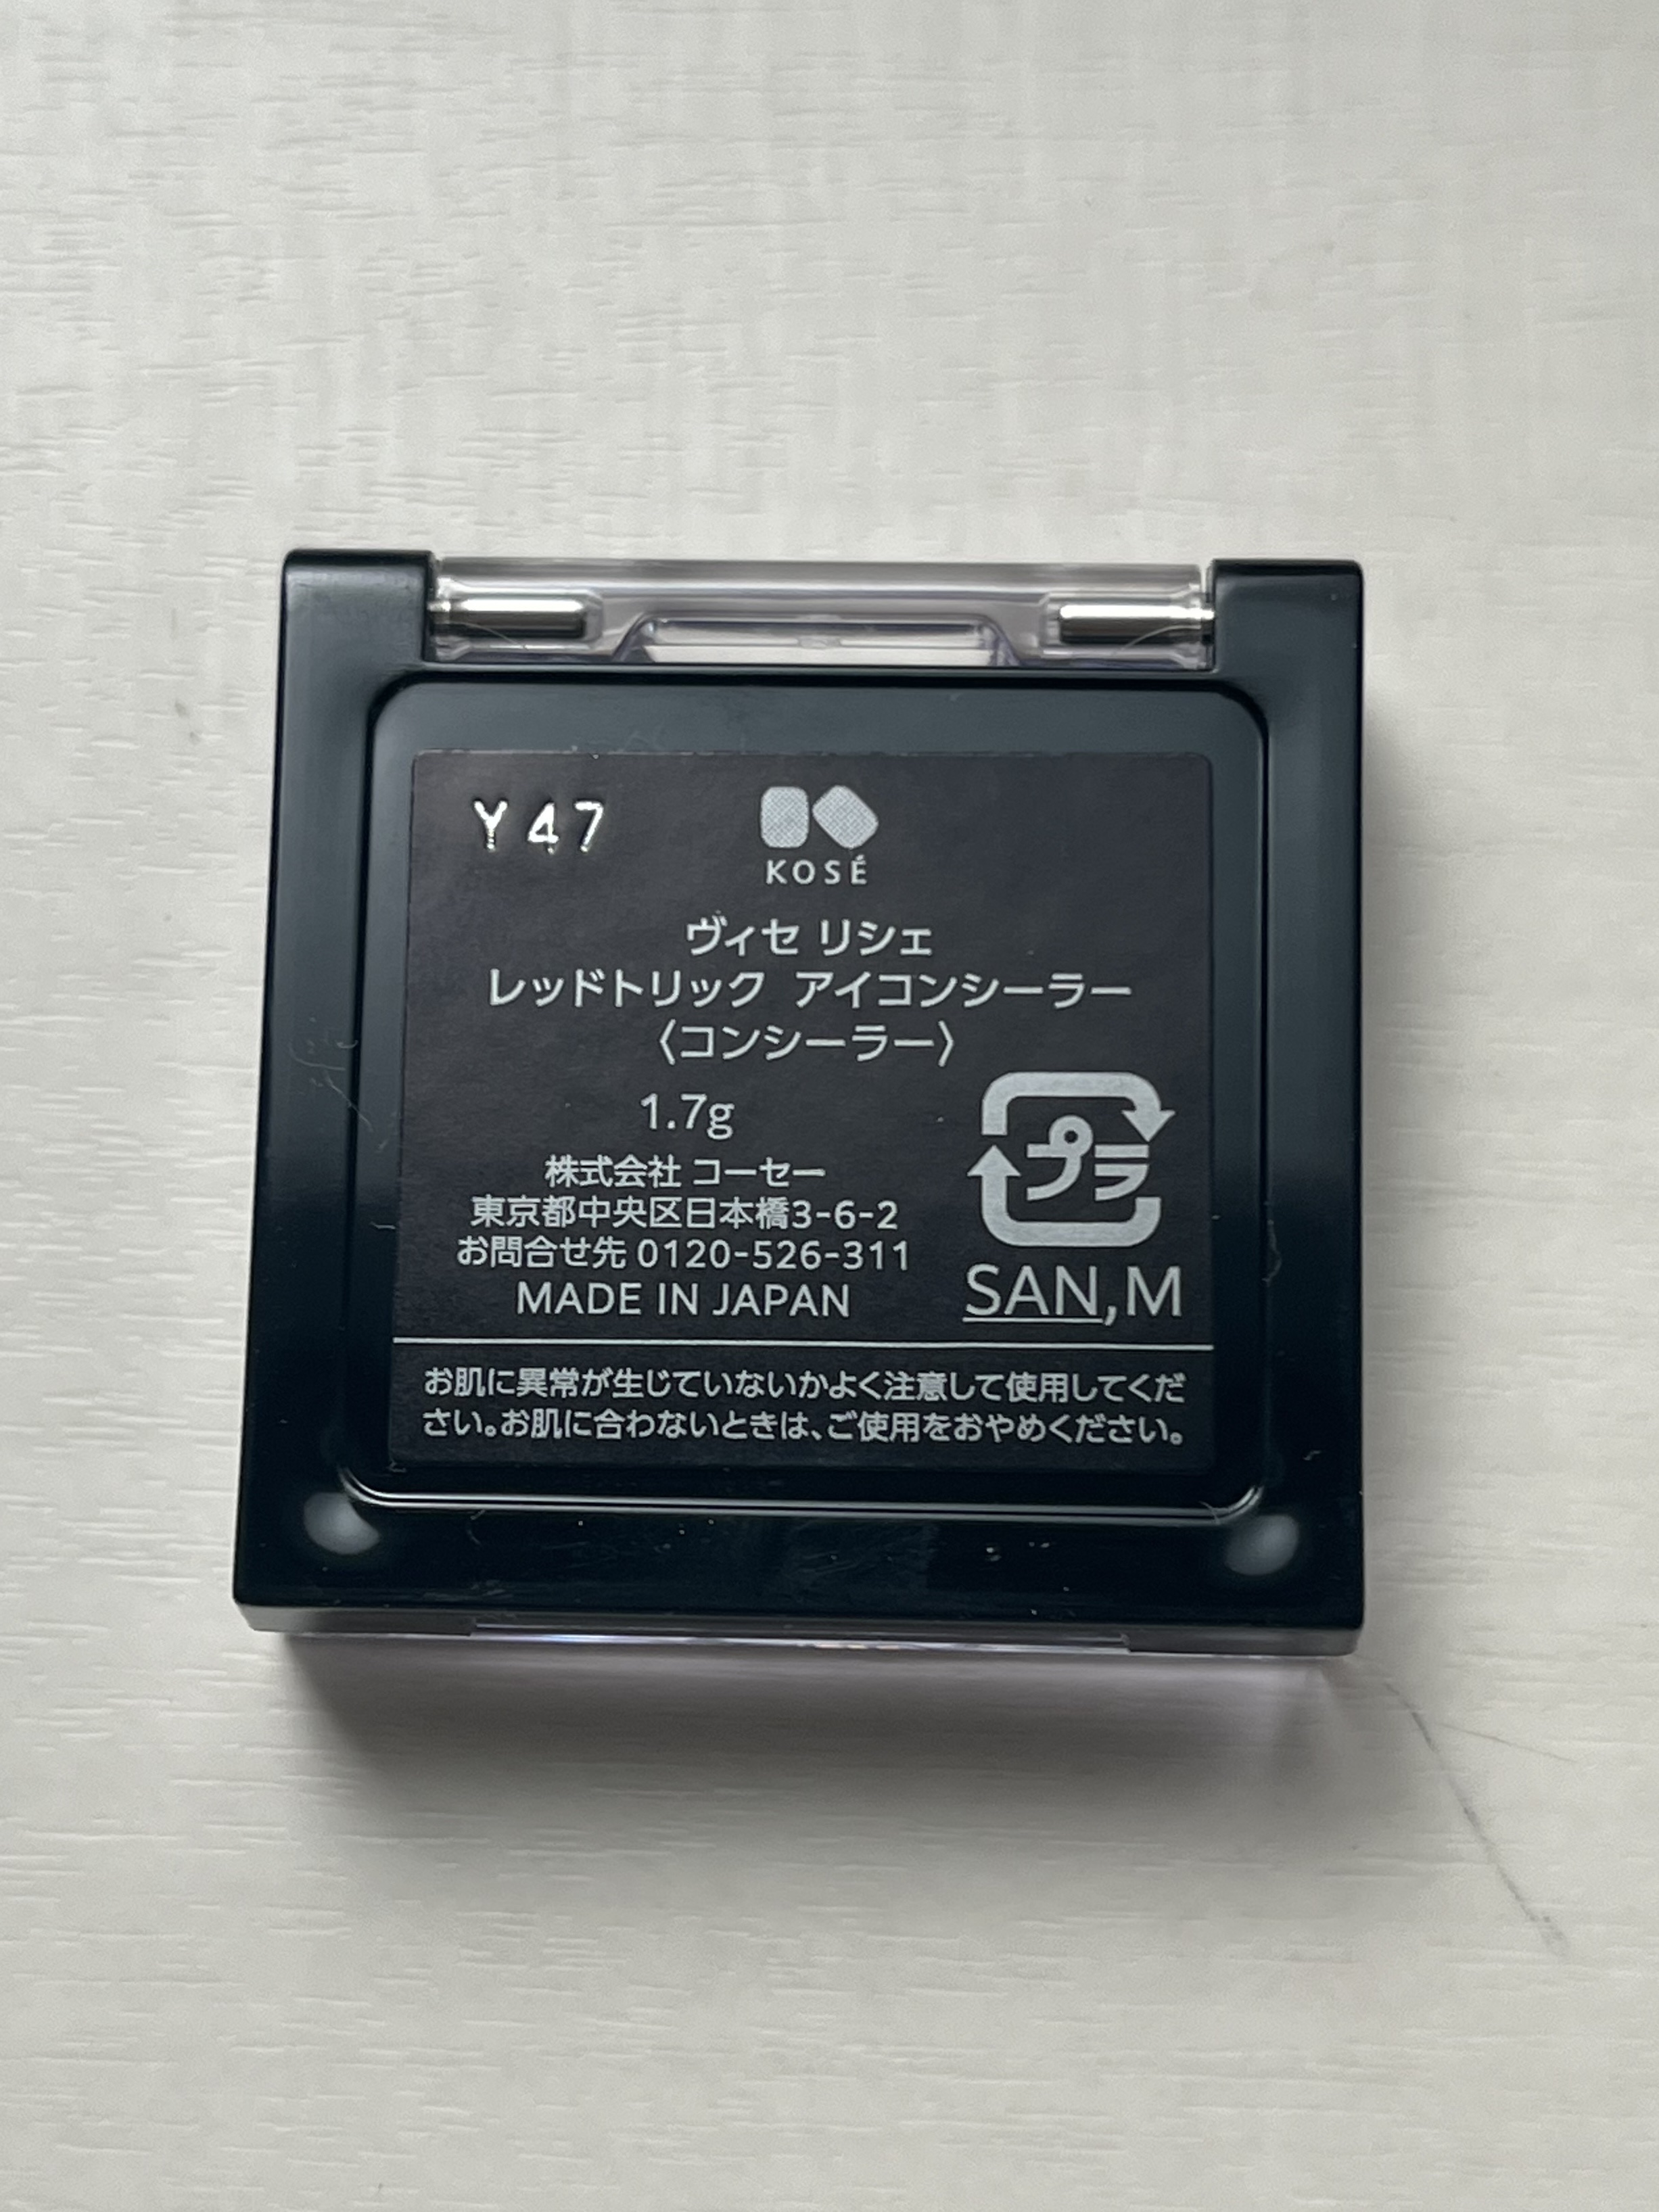 Y47
KOSÉ
ヴィセ リシェ
レッドトリック アイコンシーラー
〈コンシーラー〉
1.7g
株式会社 コーセー
東京都中央区日本橋3-6-2
お問合せ先 0120-526-311
MADE IN JAPAN
プラ
SAN,M
お肌に異常が生じていないかよく注意して使用してくだ
さい。お肌に合わないときは、ご使用をおやめください。